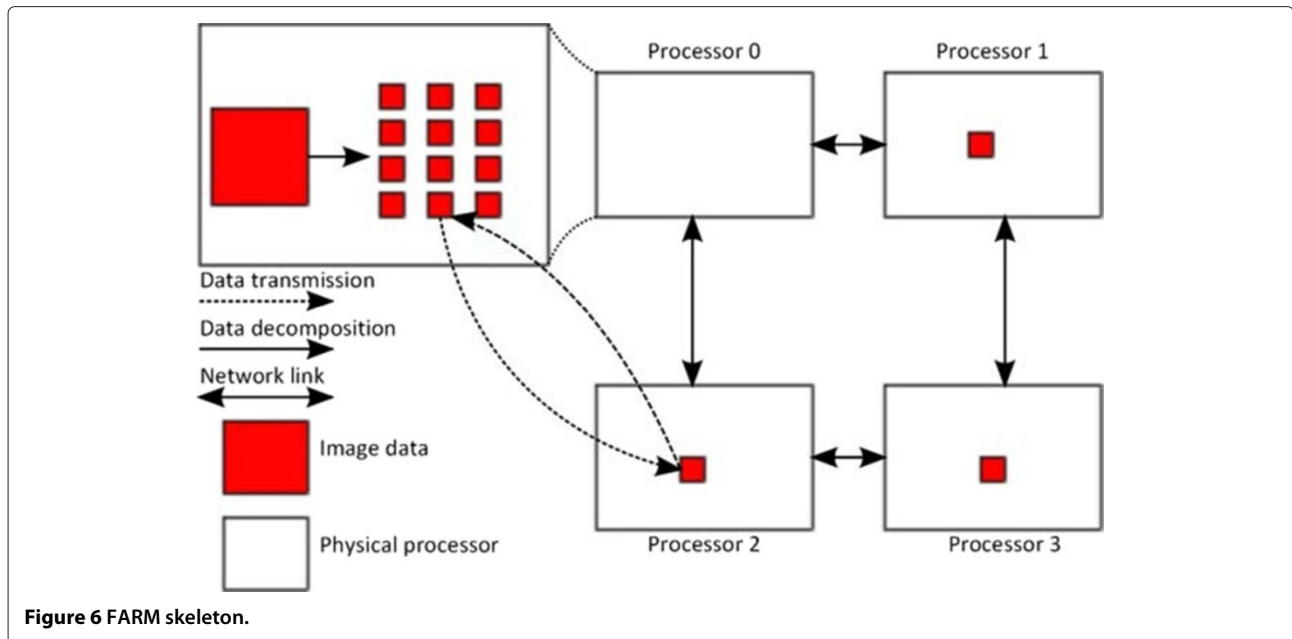 Processor 0
Processor 1
Data transmission
Data decomposition
Network link
Image data
Physical processor
Processor 2
Processor 3
Figure 6 FARM skeleton.